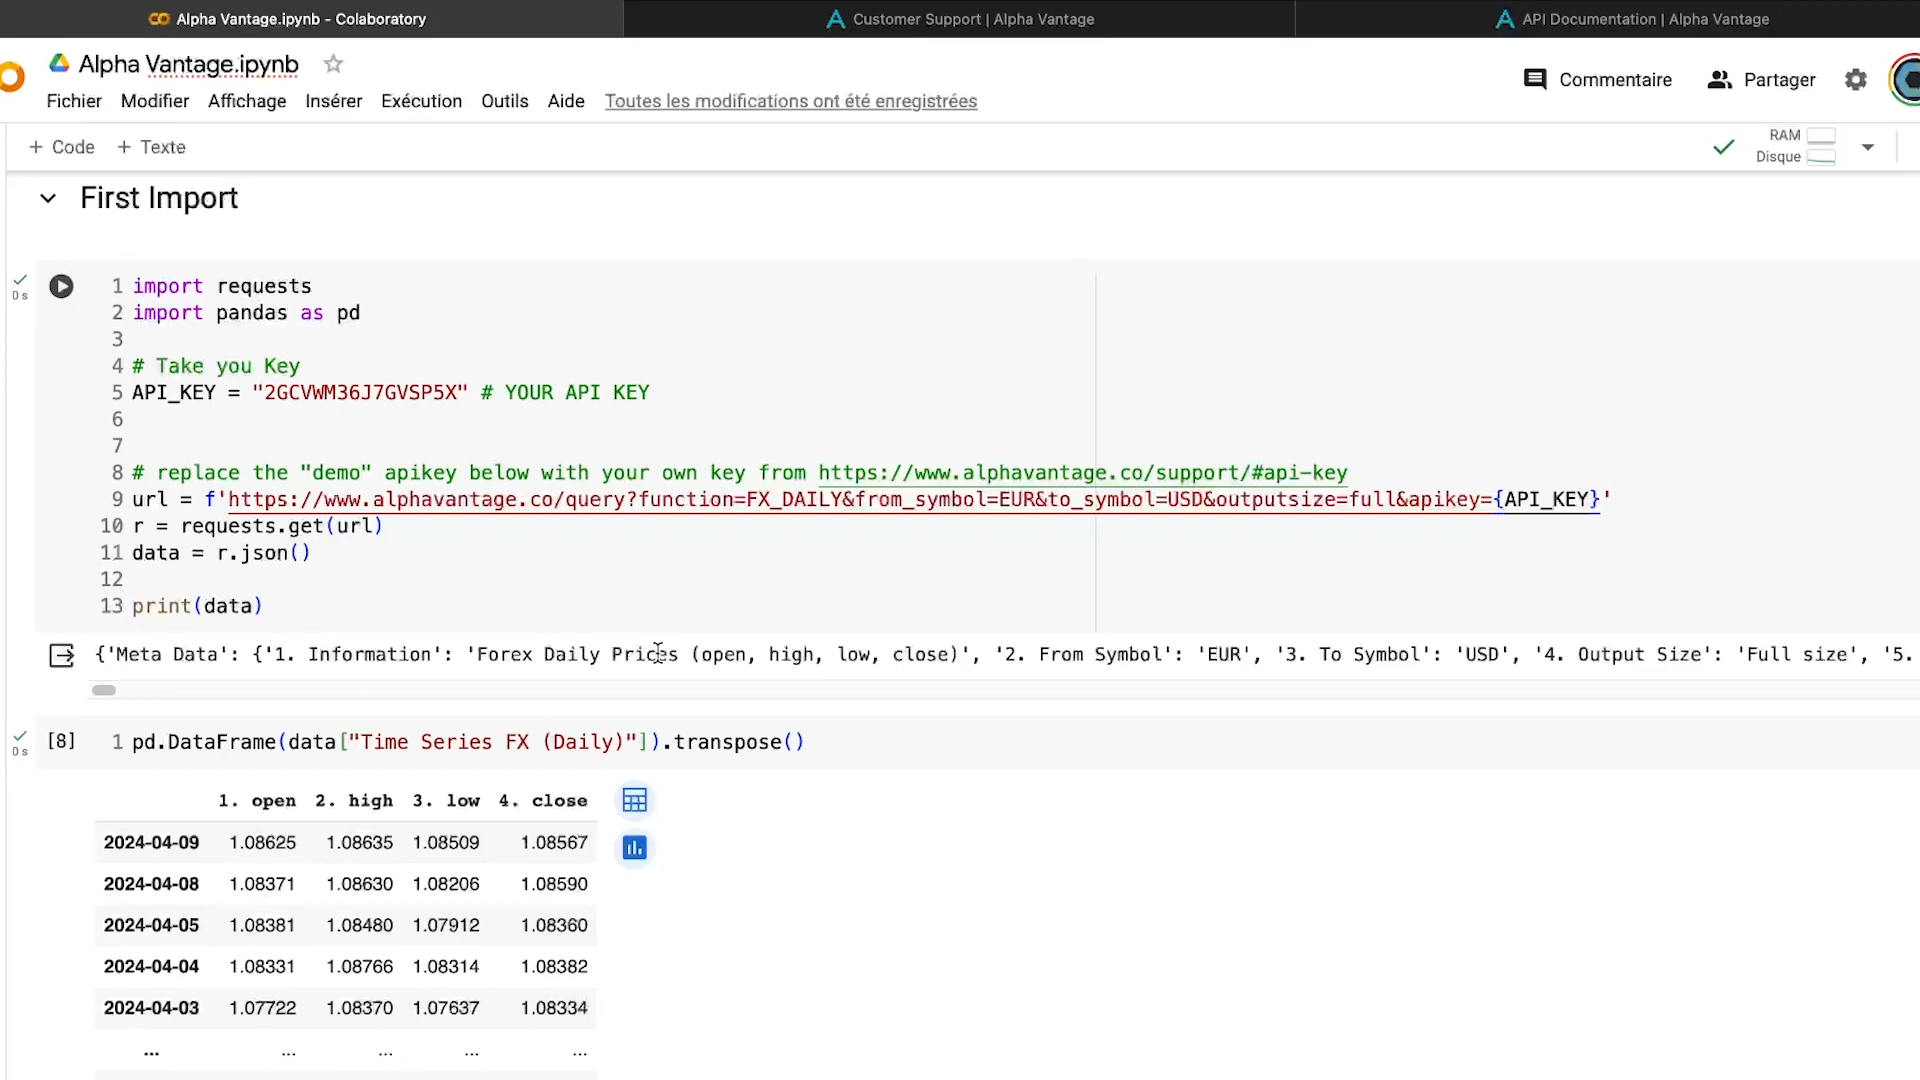 Alpha Vantage.ipynb - Colaboratory
Customer Support | Alpha Vantage
API Documentation | Alpha Vantage
Alpha Vantage.ipynb
Commentaire
Partager
Fichier Modifier Affichage Insérer Exécution Outils Aide Toutes les modifications ont été enregistrées
+ Code + Texte
RAM
Disque
First Import
0 s
1 import requests
2 import pandas as pd
3
4 # Take you Key
5 API_KEY = "2GCVWM36J7GVSP5X" # YOUR API KEY
6
7
8 # replace the "demo" apikey below with your own key from https://www.alphavantage.co/support/#api-key
9 url = f'https://www.alphavantage.co/query?function=FX_DAILY&from_symbol=EUR&to_symbol=USD&outputsize=full&apikey={API_KEY}'
10 r = requests.get(url)
11 data = r.json()
12
13 print(data)
{'Meta Data': {'1. Information': 'Forex Daily Prices (open, high, low, close)', '2. From Symbol': 'EUR', '3. To Symbol': 'USD', '4. Output Size': 'Full size', '5.
0 s
[8] 1 pd.DataFrame(data["Time Series FX (Daily)"]).transpose()
1. open 2. high 3. low 4. close
2024-04-09 1.08625 1.08635 1.08509 1.08567
2024-04-08 1.08371 1.08630 1.08206 1.08590
2024-04-05 1.08381 1.08480 1.07912 1.08360
2024-04-04 1.08331 1.08766 1.08314 1.08382
2024-04-03 1.07722 1.08370 1.07637 1.08334
... ... ... ... ...